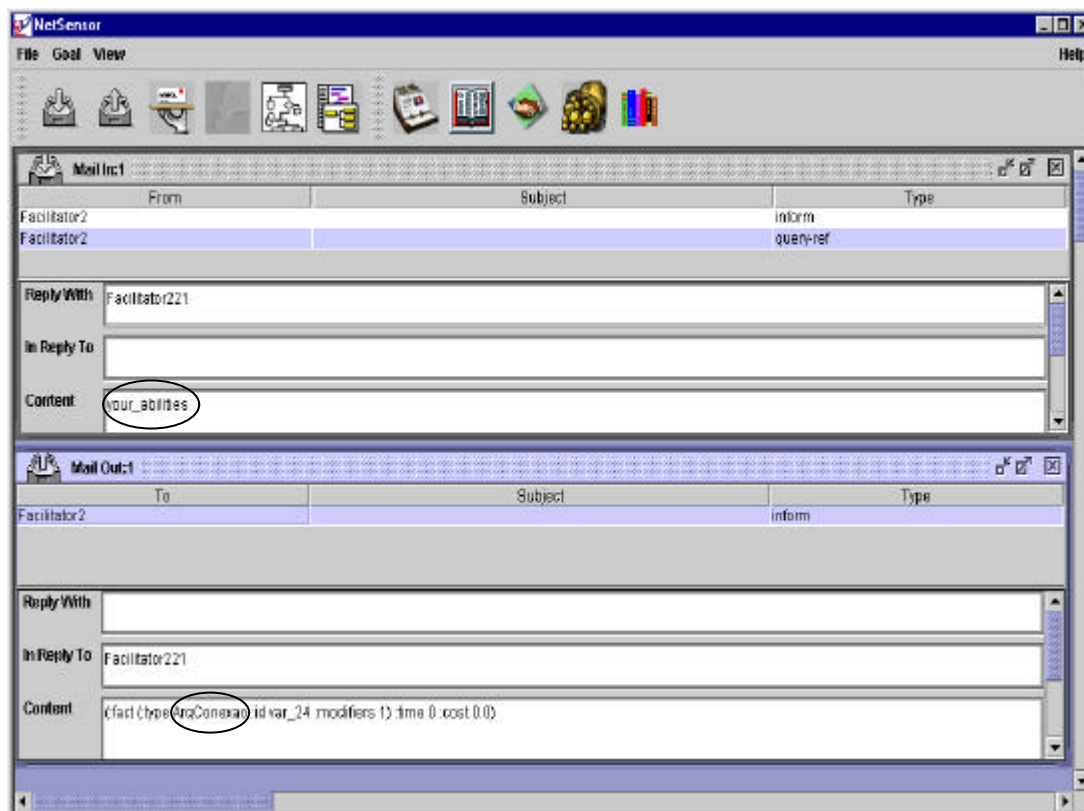 NetSensor
File Goal View Help
Mail In:1
From Subject Type
Facilitator2 inform
Facilitator2 query-ref
Reply With Facilitator221
In Reply To
Content your_abilities
Mail Out:1
To Subject Type
Facilitator2 inform
Reply With
In Reply To Facilitator221
Content (:fact (:type ArqConexao :id var_24 :modifiers 1) :time 0 :cost 0.0)